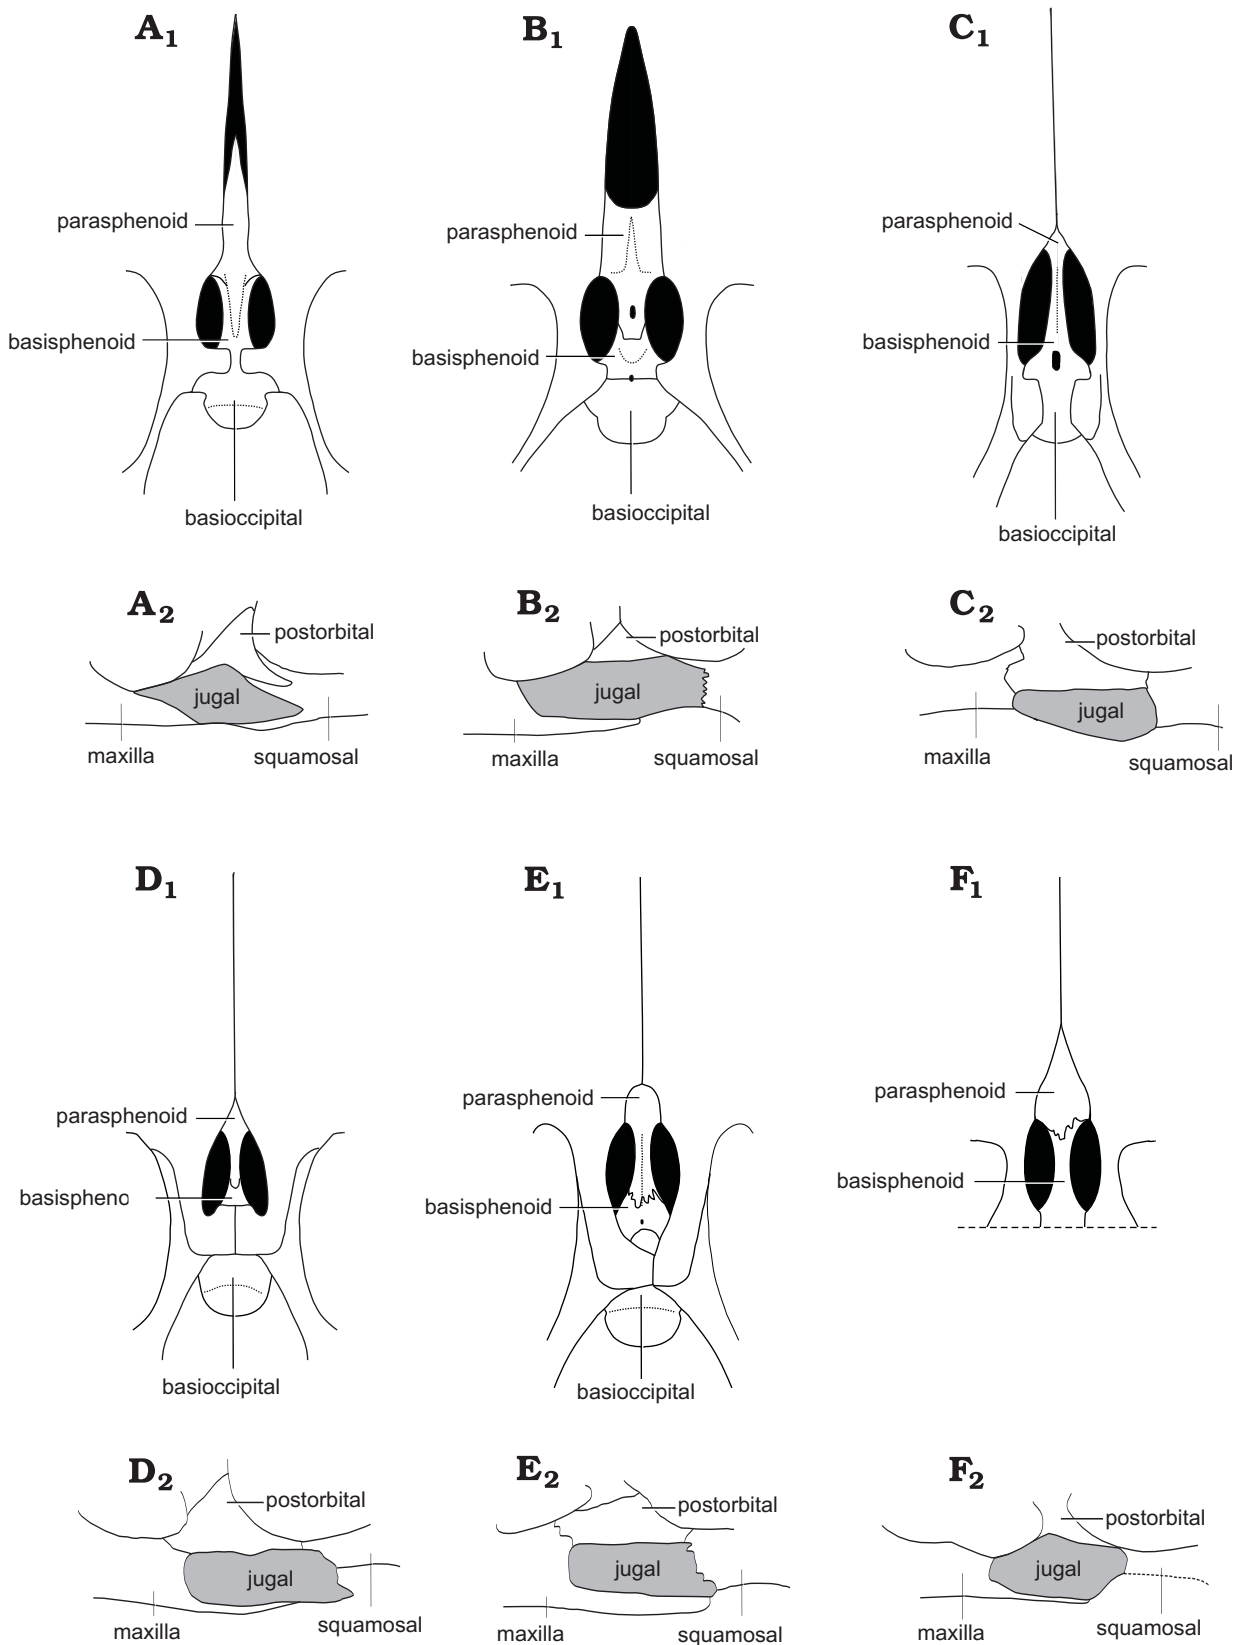 A1
B1
C1
parasphenoid
parasphenoid
parasphenoid
basisphenoid
basisphenoid
basisphenoid
basioccipital
basioccipital
basioccipital
A2
B2
C2
postorbital
postorbital
postorbital
jugal
jugal
jugal
maxilla
squamosal
maxilla
squamosal
maxilla
squamosal
D1
E1
F1
parasphenoid
parasphenoid
parasphenoid
basispheno
basisphenoid
basisphenoid
basioccipital
basioccipital
D2
E2
F2
postorbital
postorbital
postorbital
jugal
jugal
jugal
maxilla
squamosal
maxilla
squamosal
maxilla
squamosal